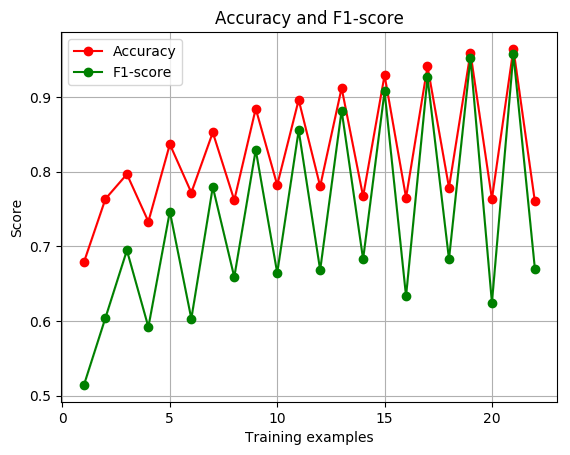 Accuracy and F1-score
Accuracy
F1-score
Score
0.9
0.8
0.7
0.6
0.5
0 5 10 15 20
Training examples